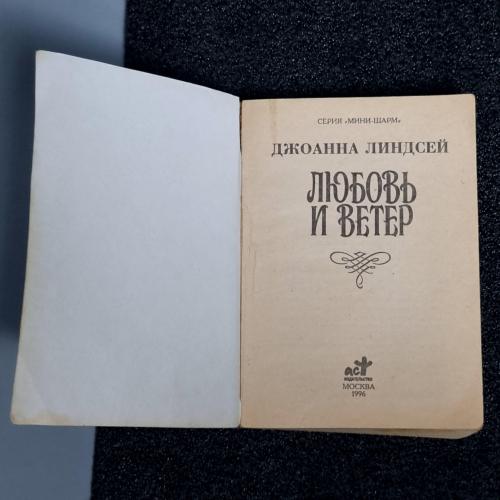 СЕРИЯ «МИНИ-ШАРМ»
ДЖОАННА ЛИНДСЕЙ
ЛЮБОВЬ
И ВЕТЕР
аст
ИЗДАТЕЛЬСТВО
МОСКВА
1996